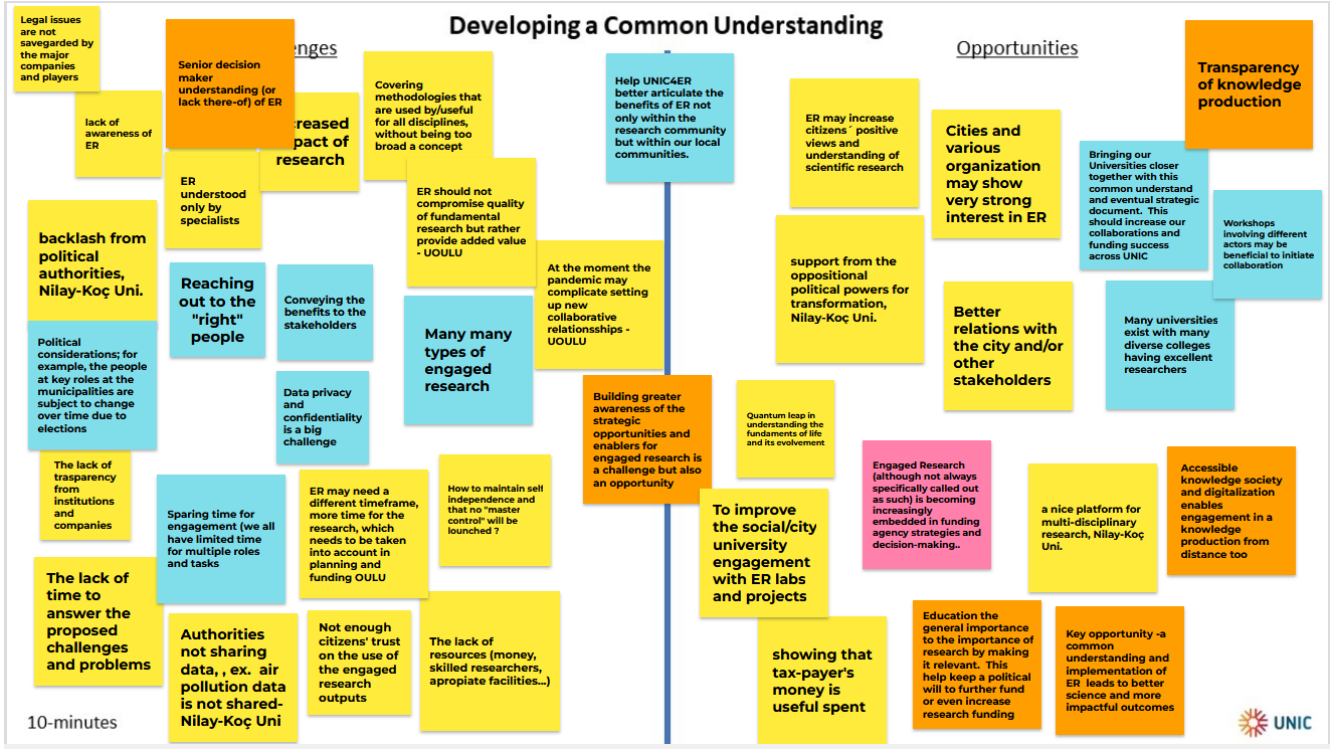 Developing a Common Understanding
enges
Opportunities
Legal issues
are not
savegarded by
the major
companies
and players
Senior decision
maker
understanding (or
lack there-of) of ER
lack of
awareness of
ER
creased
pact of
research
Covering
methodologies that
are used by/useful
for all disciplines,
without being too
broad a concept
ER
understood
only by
specialists
ER should not
compromise quality
of fundamental
research but rather
provide added value
- UOULU
backlash from
political
authorities,
Nilay-Koç Uni.
Reaching
out to the
"right"
people
Conveying the
benefits to the
stakeholders
Many many
types of
engaged
research
At the moment the
pandemic may
complicate setting
up new
collaborative
relationsships -
UOULU
Political
considerations; for
example, the people
at key roles at the
municipalities are
subject to change
over time due to
elections
Data privacy
and
confidentiality
is a big
challenge
The lack of
trasparency
from
institutions
and
companies
Sparing time for
engagement (we all
have limited time
for multiple roles
and tasks
ER may need a
different timeframe,
more time for the
research, which
needs to be taken
into account in
planning and
funding OULU
How to maintain self
independence and
that no "master
control" will be
lounched ?
The lack of
time to
answer the
proposed
challenges
and problems
Authorities
not sharing
data, , ex. air
pollution data
is not shared-
Nilay-Koç Uni
Not enough
citizens' trust
on the use of
the engaged
research
outputs
The lack of
resources (money,
skilled researchers,
apropiate facilities...)
10-minutes
Help UNIC4ER
better articulate the
benefits of ER not
only within the
research community
but within our local
communities.
Building greater
awareness of the
strategic
opportunities and
enablers for
engaged research is
a challenge but also
an opportunity
ER may increase
citizens´ positive
views and
understanding of
scientific research
Cities and
various
organization
may show
very strong
interest in ER
Transparency
of knowledge
production
Bringing our
Universities closer
together with this
common understand
and eventual strategic
document. This
should increase our
collaborations and
funding success
across UNIC
Workshops
involving different
actors may be
beneficial to initiate
collaboration
support from the
oppositional
political powers for
transformation,
Nilay-Koç Uni.
Better
relations with
the city and/or
other
stakeholders
Many universities
exist with many
diverse colleges
having excellent
researchers
Quantum leap in
understanding the
fundaments of life
and its evolvement
Engaged Research
(although not always
specifically called out
as such) is becoming
increasingly
embedded in funding
agency strategies and
decision-making..
a nice platform for
multi-disciplinary
research, Nilay-Koç
Uni.
Accessible
knowledge society
and digitalization
enables
engagement in a
knowledge
production from
distance too
To improve
the social/city
university
engagement
with ER labs
and projects
showing that
tax-payer's
money is
useful spent
Education the
general importance
to the importance of
research by making
it relevant. This
help keep a political
will to further fund
or even increase
research funding
Key opportunity -a
common
understanding and
implementation of
ER leads to better
science and more
impactful outcomes
UNIC